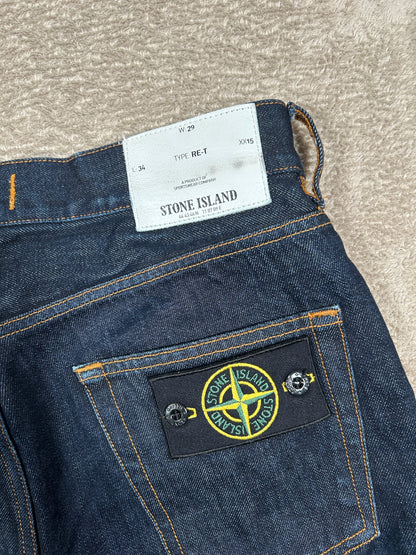 W. 29
L. 34
TYPE RE-T
XX15
A PRODUCT OF
SPORTSWEAR COMPANY
STONE ISLAND
STONE ISLAND
STONE ISLAND